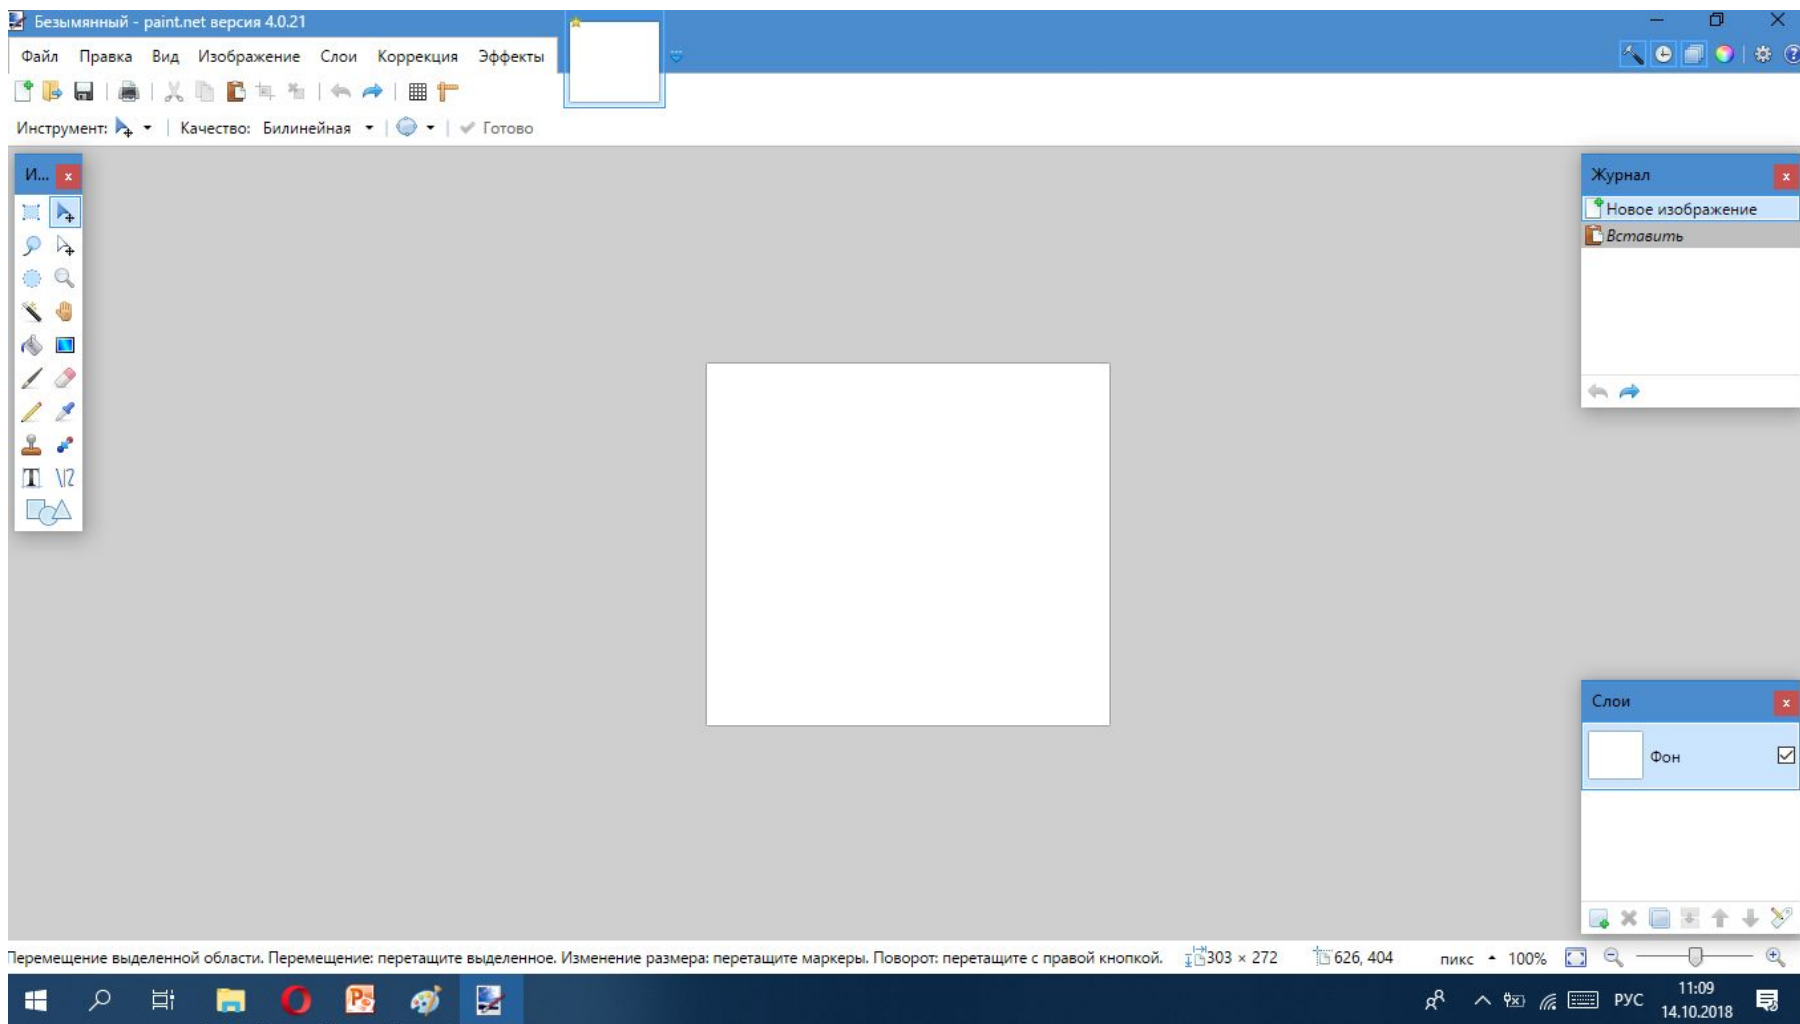 Безымянный - paint.net версия 4.0.21
Файл Правка Вид Изображение Слои Коррекция Эффекты
Инструмент: Качество: Билинейная Готово
И...
Журнал
Новое изображение
Вставить
Слои
Фон
Перемещение выделенной области. Перемещение: перетащите выделенное. Изменение размера: перетащите маркеры. Поворот: перетащите с правой кнопкой. 303 × 272 626, 404 пикс 100%
РУС 11:09
14.10.2018